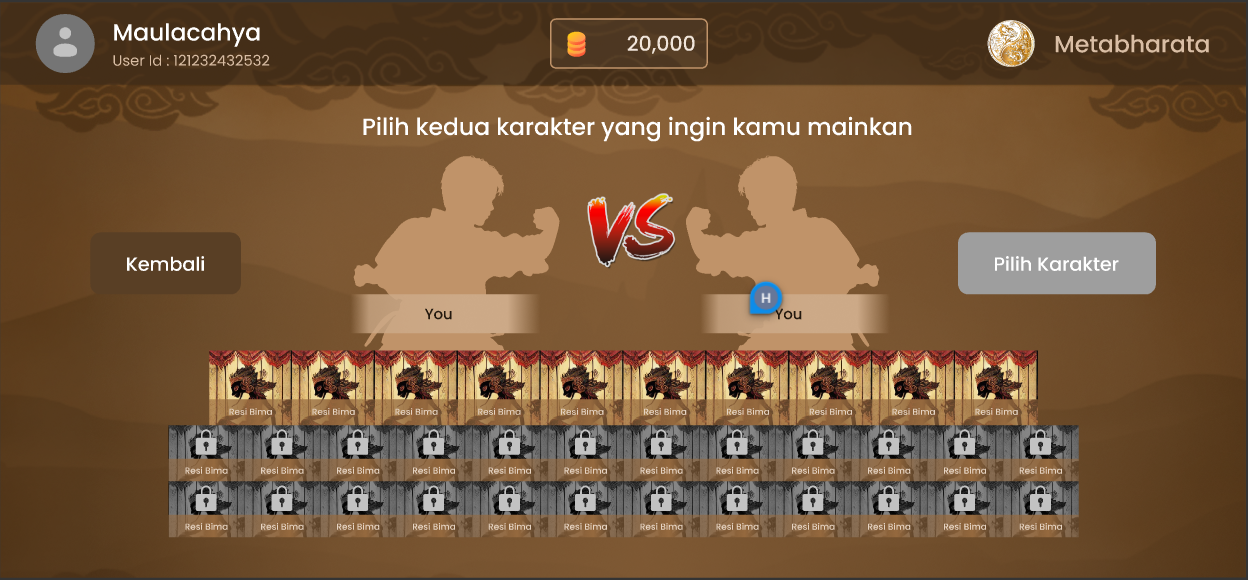 Maulacahya
User Id : 121232432532
20,000
Metabharata
Pilih kedua karakter yang ingin kamu mainkan
VS
Kembali
Pilih Karakter
H
You
You
Resi Bima Resi Bima Resi Bima Resi Bima Resi Bima Resi Bima Resi Bima Resi Bima Resi Bima Resi Bima
Resi Bima Resi Bima Resi Bima Resi Bima Resi Bima Resi Bima Resi Bima Resi Bima Resi Bima Resi Bima Resi Bima Resi Bima
Resi Bima Resi Bima Resi Bima Resi Bima Resi Bima Resi Bima Resi Bima Resi Bima Resi Bima Resi Bima Resi Bima Resi Bima